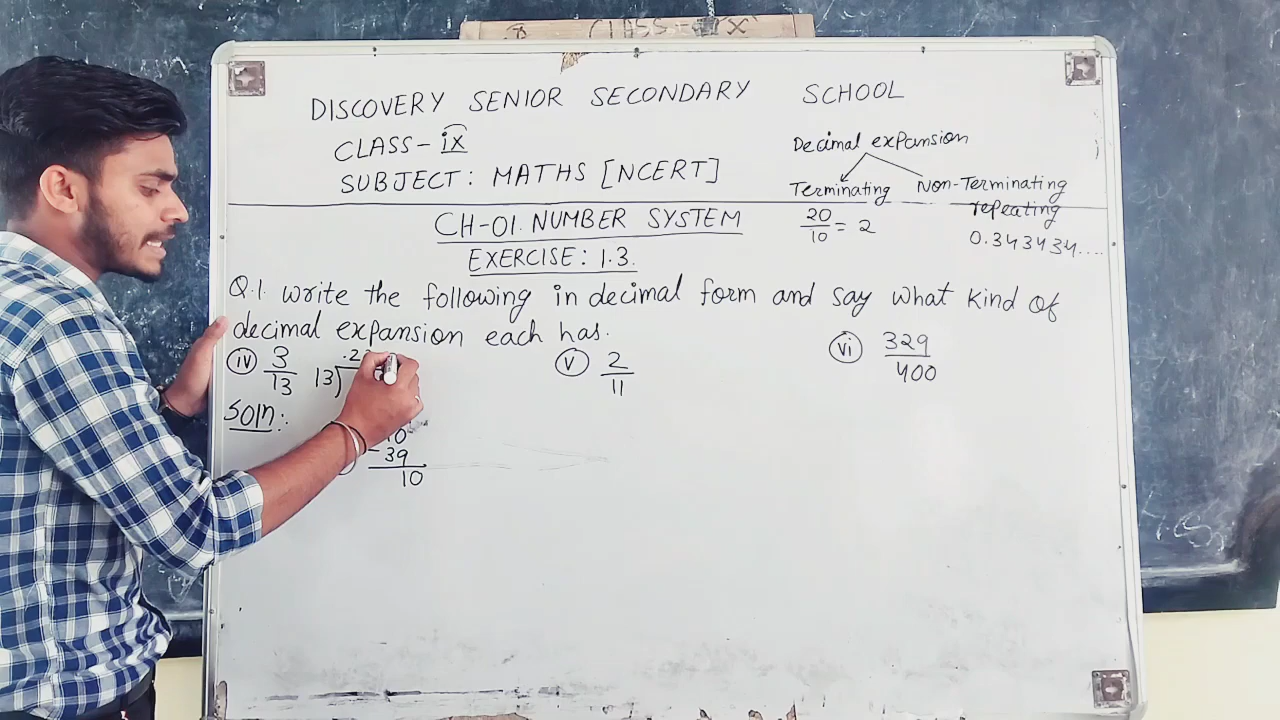 CLASS - IX
DISCOVERY SENIOR SECONDARY SCHOOL
CLASS- ix
SUBJECT: MATHS [NCERT]
Decimal expansion
Terminating Non-Terminating
repeating
20/10 = 2
0.343434....
CH-01. NUMBER SYSTEM
EXERCISE: 1.3.
Q.1. Write the following in decimal form and say what kind of
decimal expansion each has.
(iv) 3/13 13) .2
(v) 2/11
(vi) 329/400
Soln:
-39
10